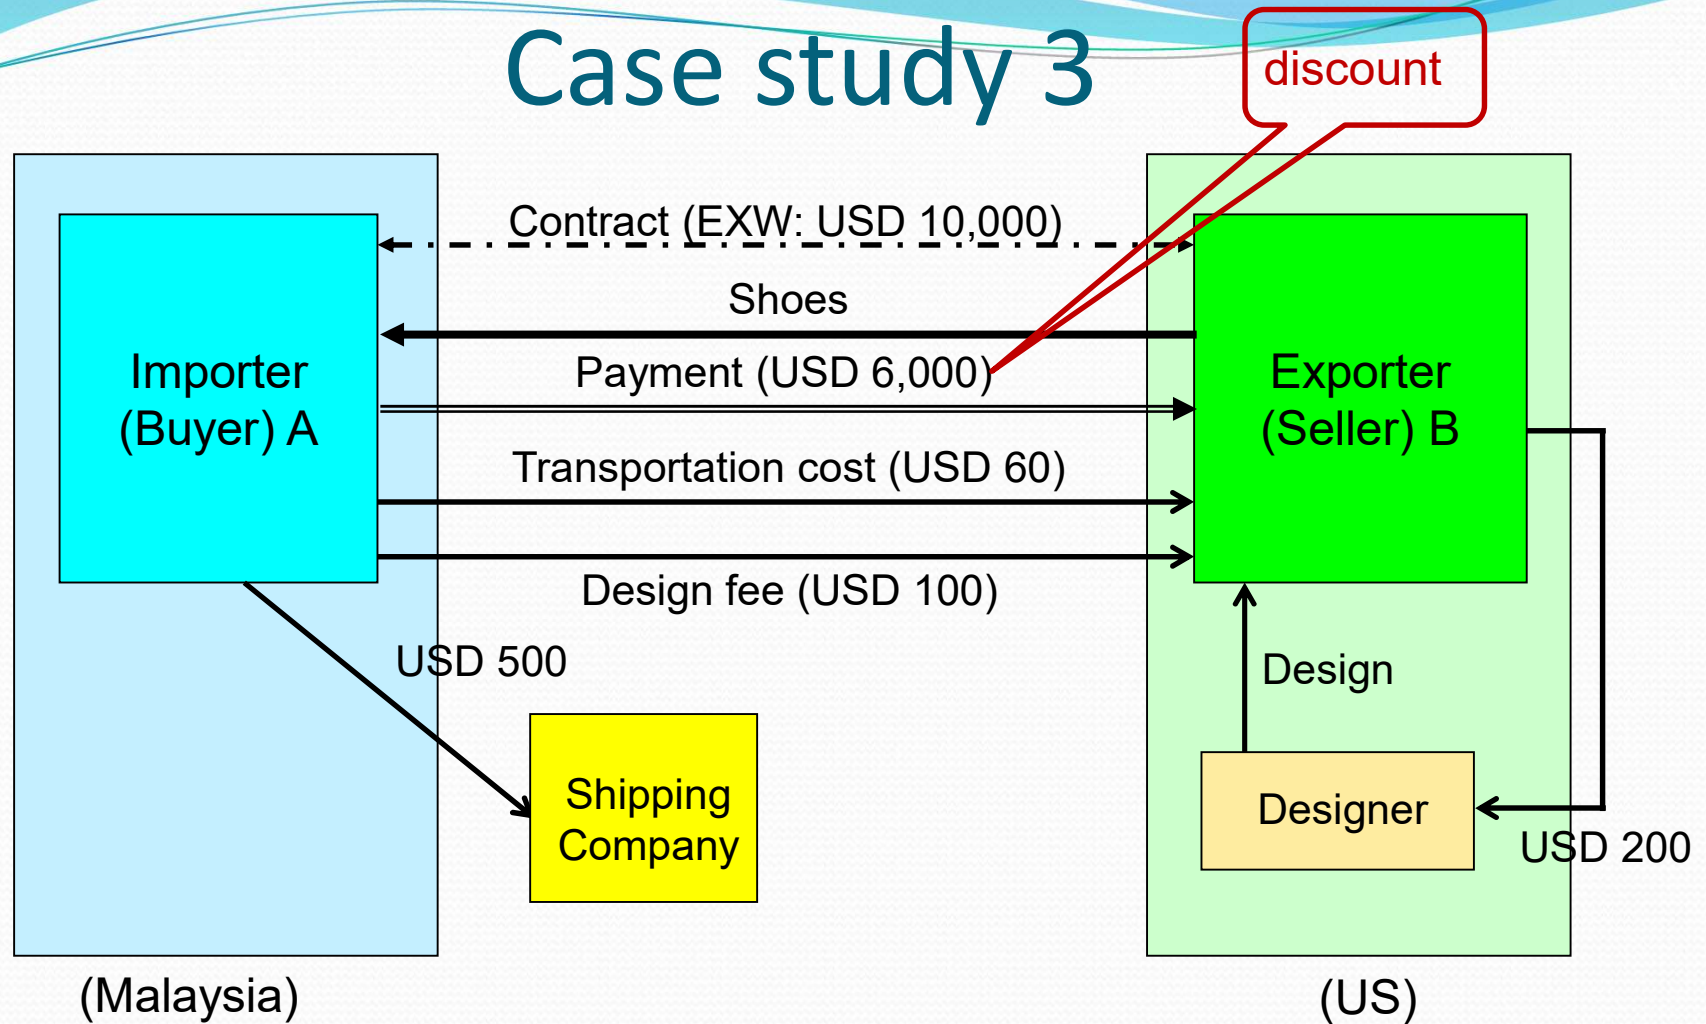 Case study 3
discount
Contract (EXW: USD 10,000)
Shoes
Payment (USD 6,000)
Importer
(Buyer) A
Exporter
(Seller) B
Transportation cost (USD 60)
Design fee (USD 100)
USD 500
Design
Shipping
Company
Designer
USD 200
(Malaysia)
(US)